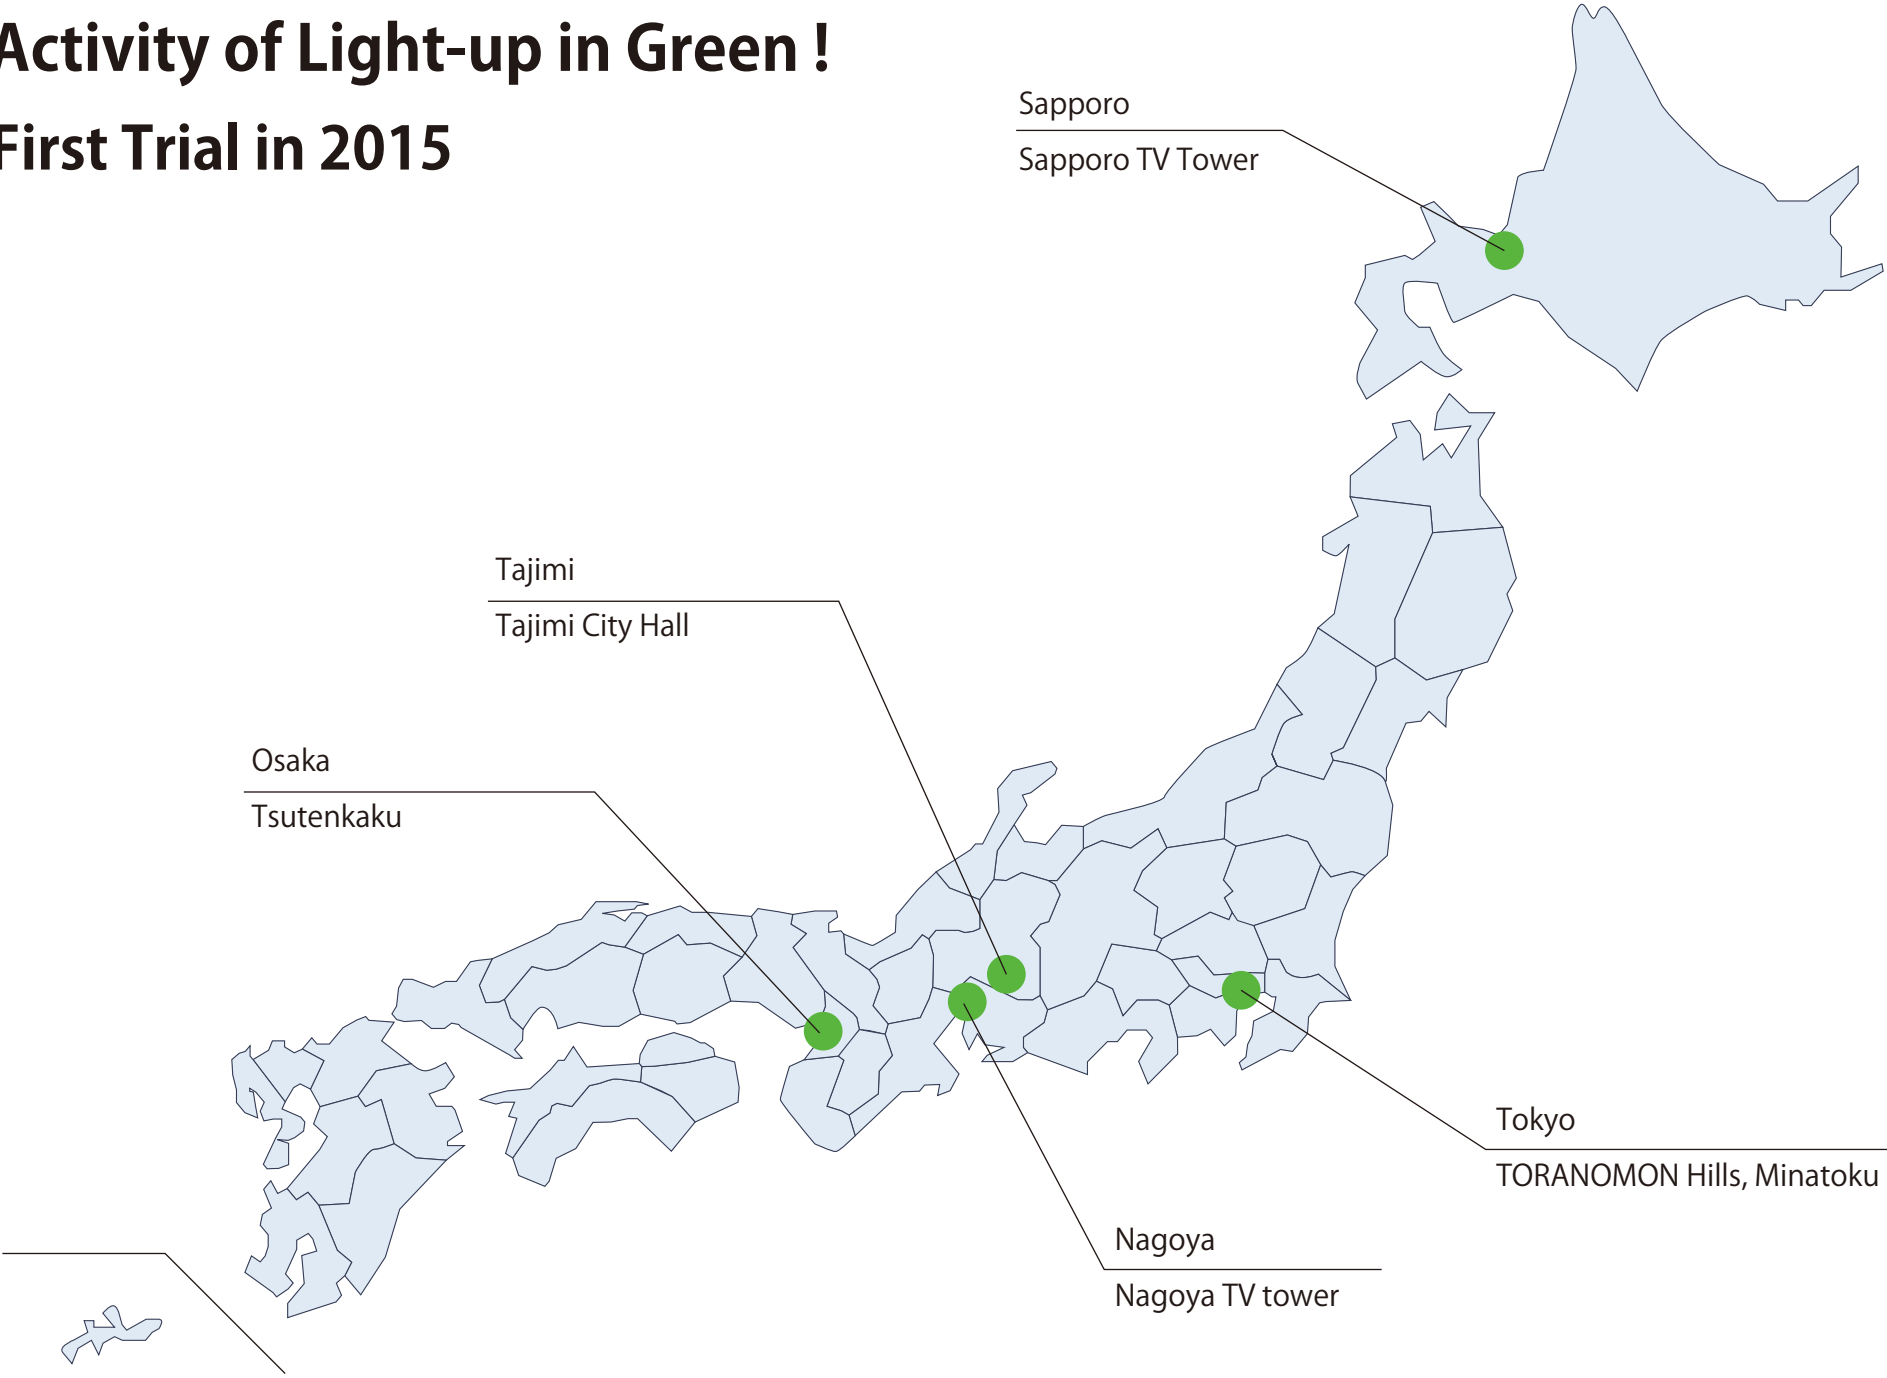 Activity of Light-up in Green !
First Trial in 2015
Sapporo
Sapporo TV Tower
Tajimi
Tajimi City Hall
Osaka
Tsutenkaku
Tokyo
TORANOMON Hills, Minatoku
Nagoya
Nagoya TV tower